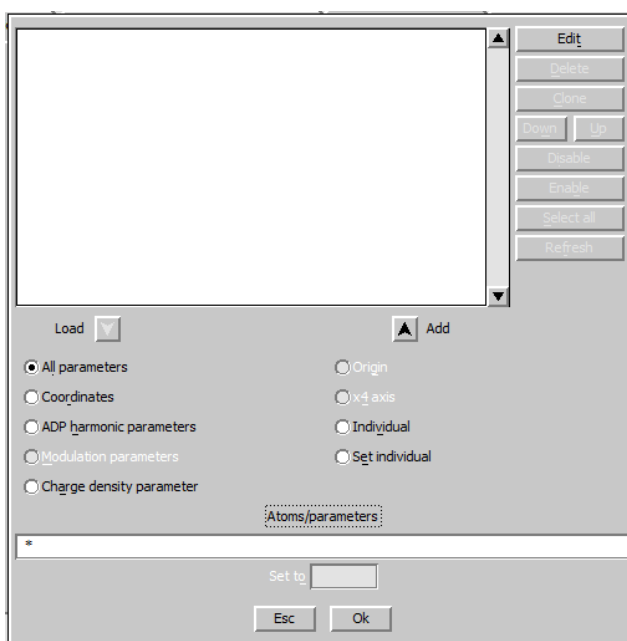 Edit
Delete
Clone
Down Up
Disable
Enable
Select all
Refresh
Load Add
All parameters Origin
Coordinates x4 axis
ADP harmonic parameters Individual
Modulation parameters Set individual
Charge density parameter
Atoms/parameters
*
Set to
Esc Ok